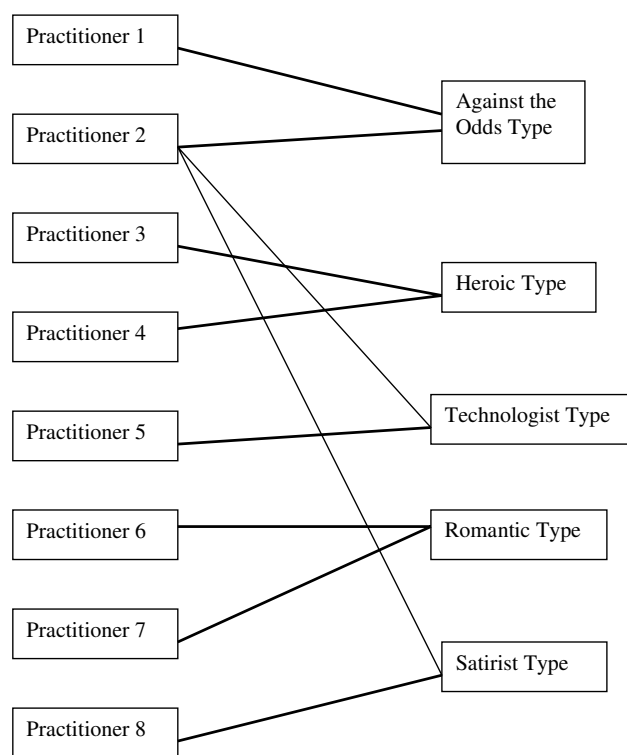 Practitioner 1
Practitioner 2
Practitioner 3
Practitioner 4
Practitioner 5
Practitioner 6
Practitioner 7
Practitioner 8
Against the
Odds Type
Heroic Type
Technologist Type
Romantic Type
Satirist Type